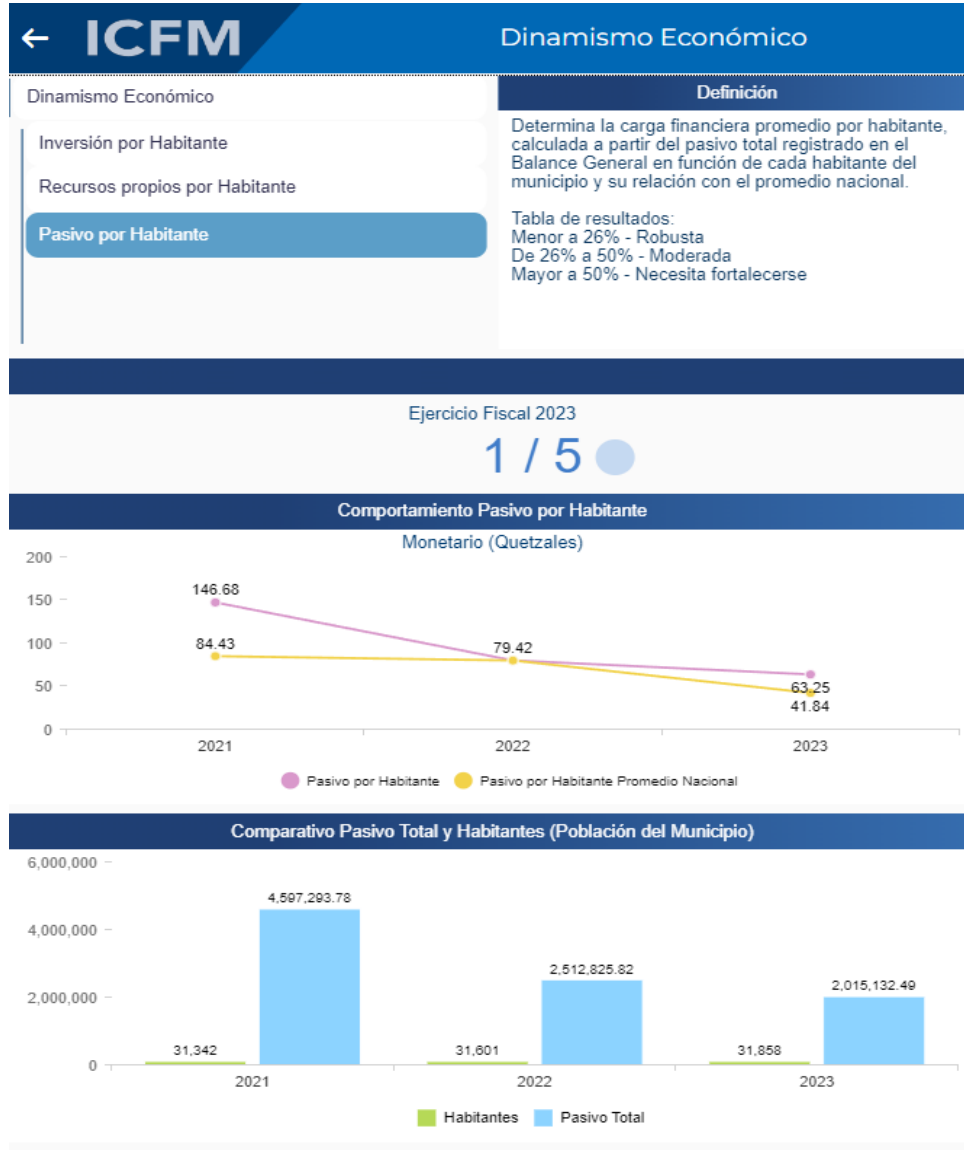 ← ICFM
Dinamismo Económico
Dinamismo Económico
Inversión por Habitante
Recursos propios por Habitante
Pasivo por Habitante
Definición
Determina la carga financiera promedio por habitante,
calculada a partir del pasivo total registrado en el
Balance General en función de cada habitante del
municipio y su relación con el promedio nacional.
Tabla de resultados:
Menor a 26% - Robusta
De 26% a 50% - Moderada
Mayor a 50% - Necesita fortalecerse
Ejercicio Fiscal 2023
1 / 5
Comportamiento Pasivo por Habitante
Monetario (Quetzales)
200
150
100
50
0
146.68
84.43
79.42
63.25
41.84
2021 2022 2023
Pasivo por Habitante Pasivo por Habitante Promedio Nacional
Comparativo Pasivo Total y Habitantes (Población del Municipio)
6,000,000
4,000,000
2,000,000
0
31,342 4,597,293.78
31,601 2,512,825.82
31,858 2,015,132.49
2021 2022 2023
Habitantes Pasivo Total